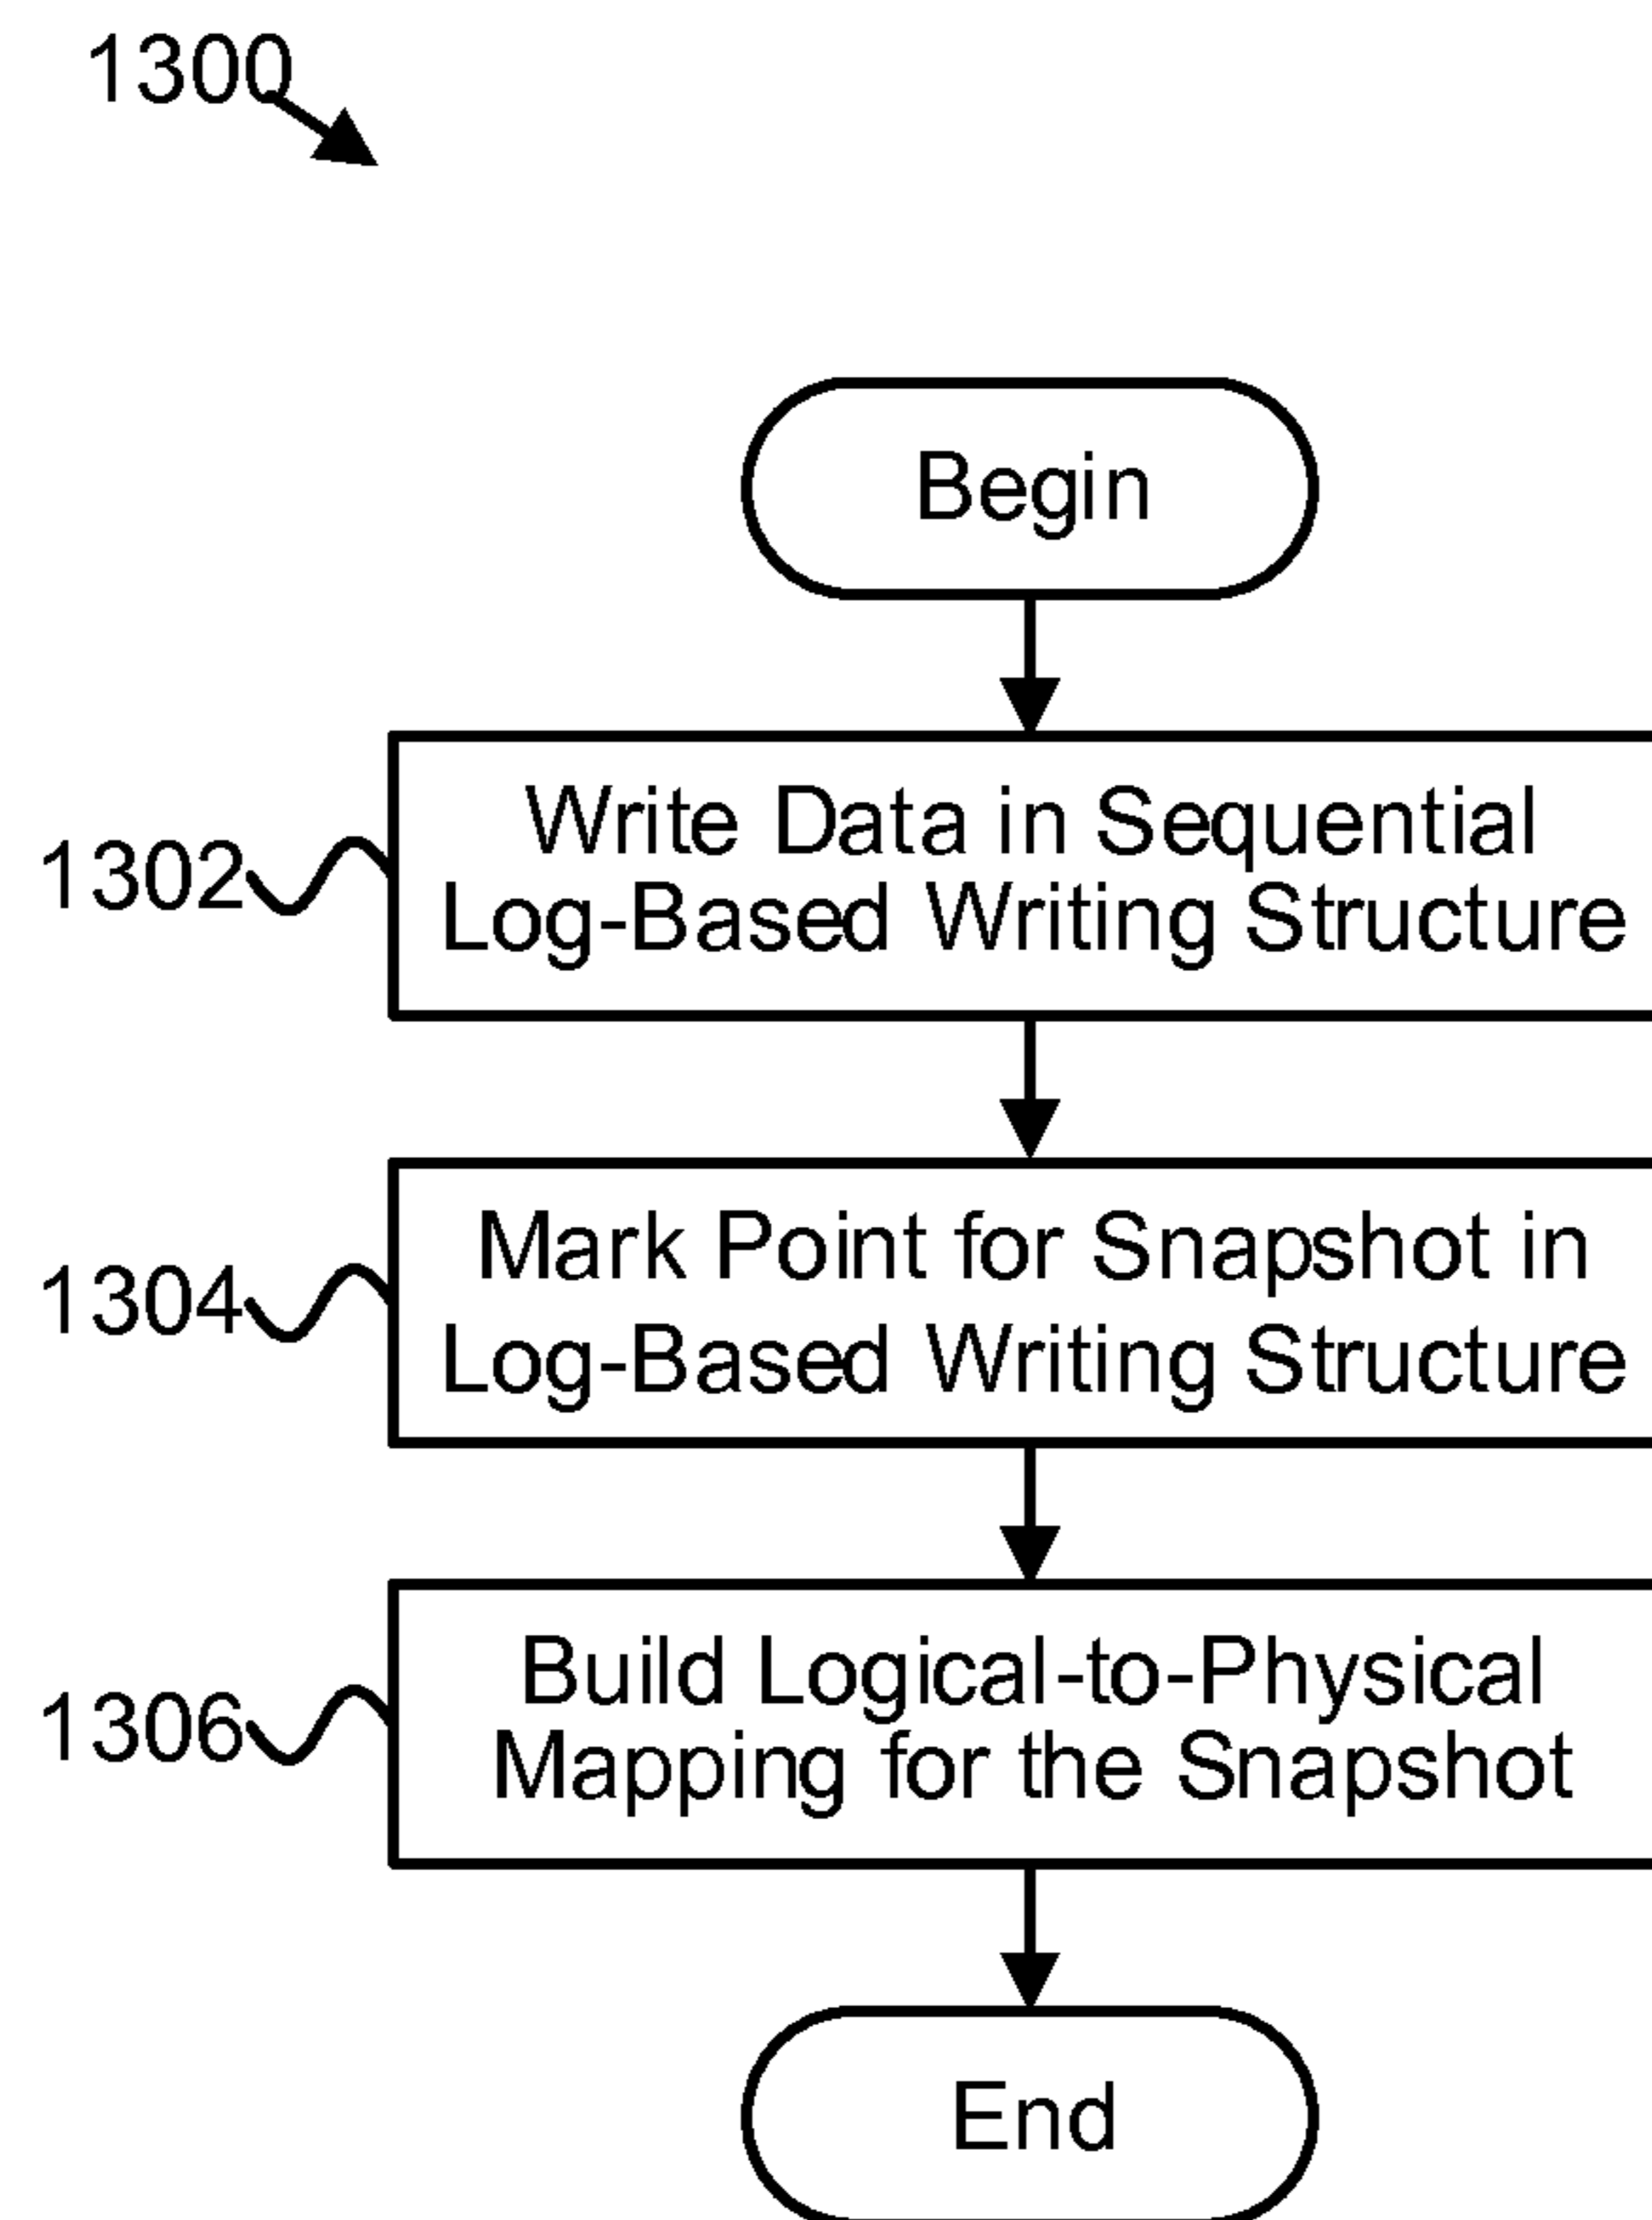 1300
Begin
1302
Write Data in Sequential
Log-Based Writing Structure
1304
Mark Point for Snapshot in
Log-Based Writing Structure
1306
Build Logical-to-Physical
Mapping for the Snapshot
End